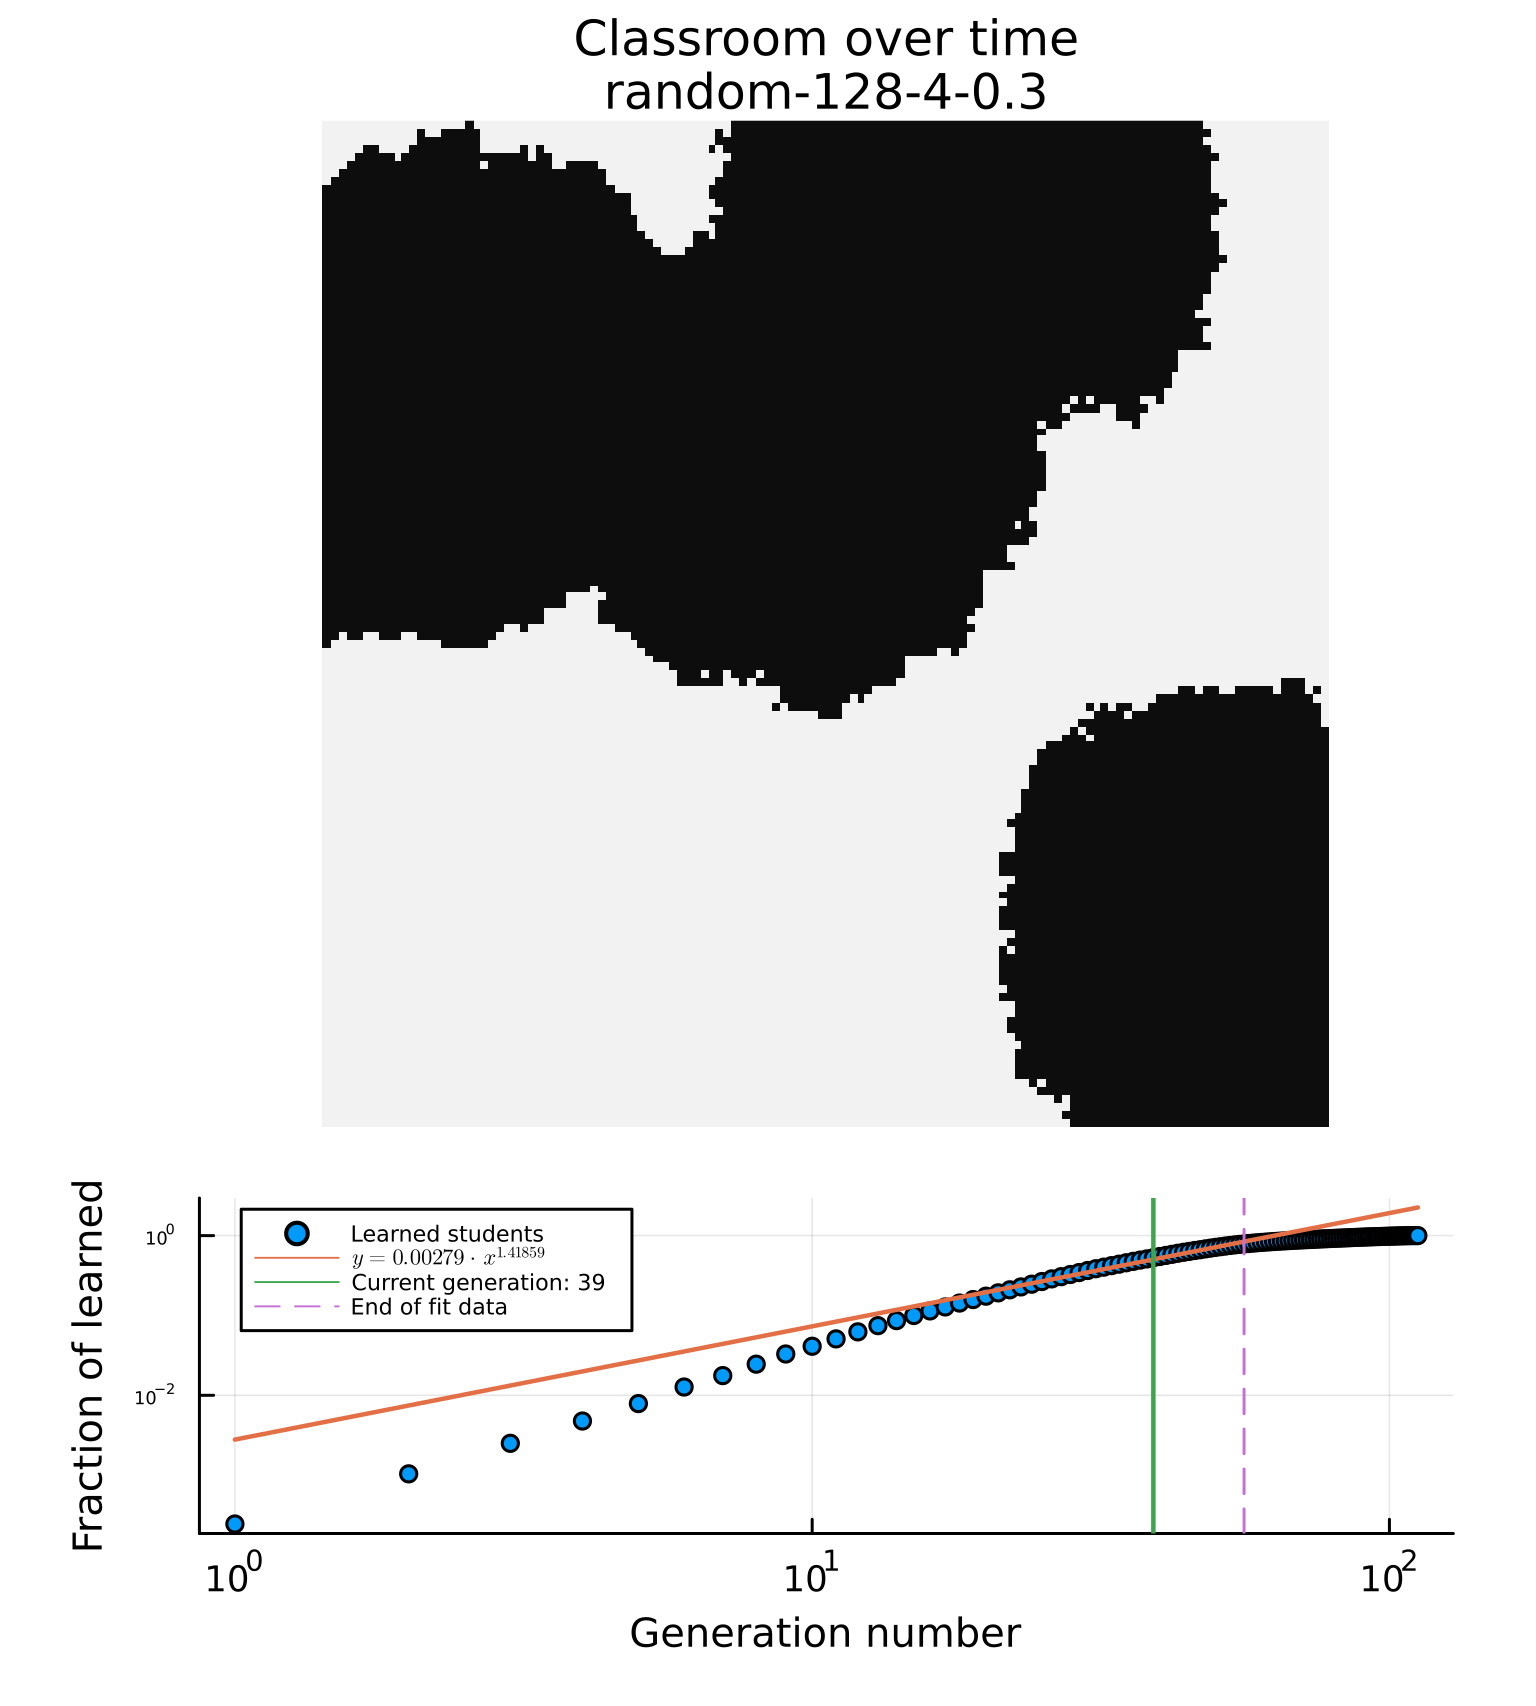 Classroom over time
random-128-4-0.3
Fraction of learned
10⁰
10⁻²
Learned students
y = 0.00279 · x^1.41859
Current generation: 39
End of fit data
10⁰ 10¹ 10²
Generation number